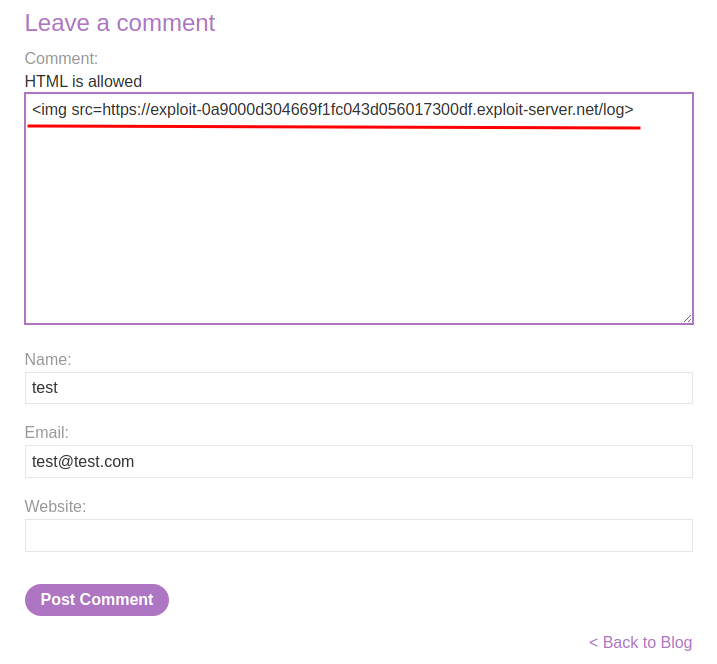 Leave a comment
Comment:
HTML is allowed
<img src=https://exploit-0a9000d304669f1fc043d056017300df.exploit-server.net/log>
Name:
test
Email:
test@test.com
Website:
Post Comment
< Back to Blog